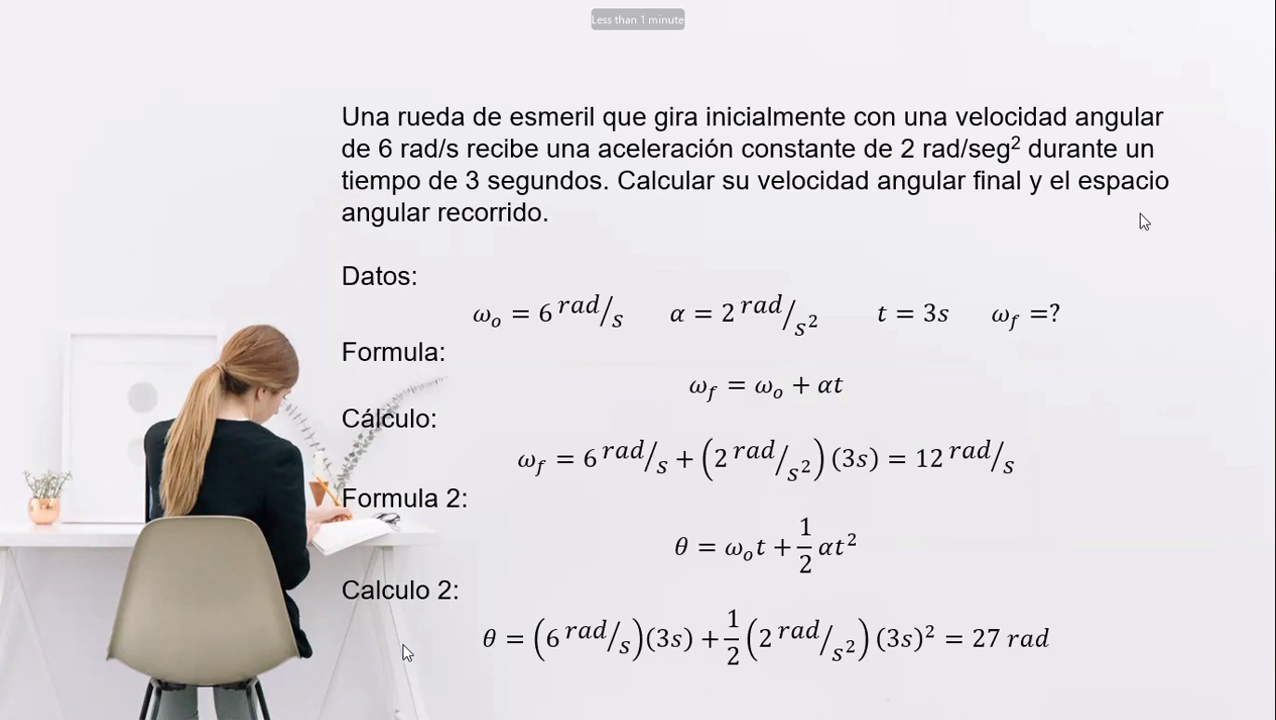 Less than 1 minute
Una rueda de esmeril que gira inicialmente con una velocidad angular
de 6 rad/s recibe una aceleración constante de 2 rad/seg² durante un
tiempo de 3 segundos. Calcular su velocidad angular final y el espacio
angular recorrido.
Datos:
ωₒ = 6 rad/s α = 2 rad/s² t = 3s ω_f =?
Formula:
ω_f = ωₒ + αt
Cálculo:
ω_f = 6 rad/s + (2 rad/s²)(3s) = 12 rad/s
Formula 2:
θ = ωₒt + 1/2 αt²
Calculo 2:
θ = (6 rad/s)(3s) + 1/2 (2 rad/s²)(3s)² = 27 rad